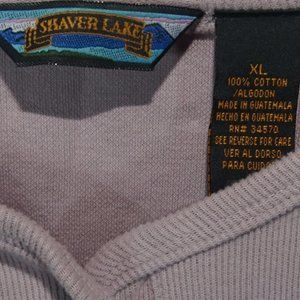 SHAVER LAKE
XL
100% COTTON
/ALGODON
MADE IN GUATEMALA
HECHO EN GUATEMALA
RN# 34570
SEE REVERSE FOR CARE
VER AL DORSO
PARA CUIDO